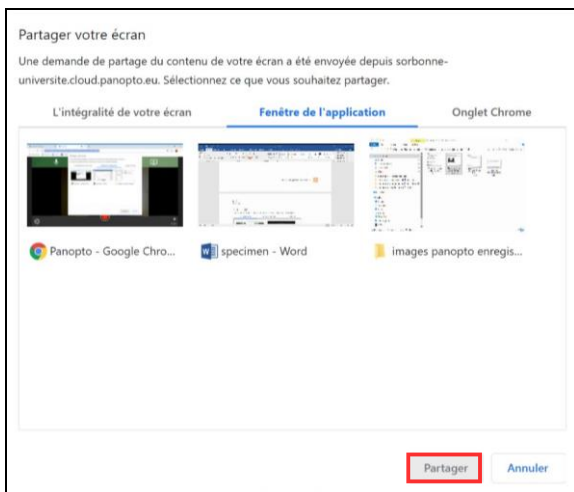 Partager votre écran
Une demande de partage du contenu de votre écran a été envoyée depuis sorbonne-
universite.cloud.panopto.eu. Sélectionnez ce que vous souhaitez partager.
L'intégralité de votre écran Fenêtre de l'application Onglet Chrome
Panopto - Google Chro... specimen - Word images panopto enregis...
Partager Annuler